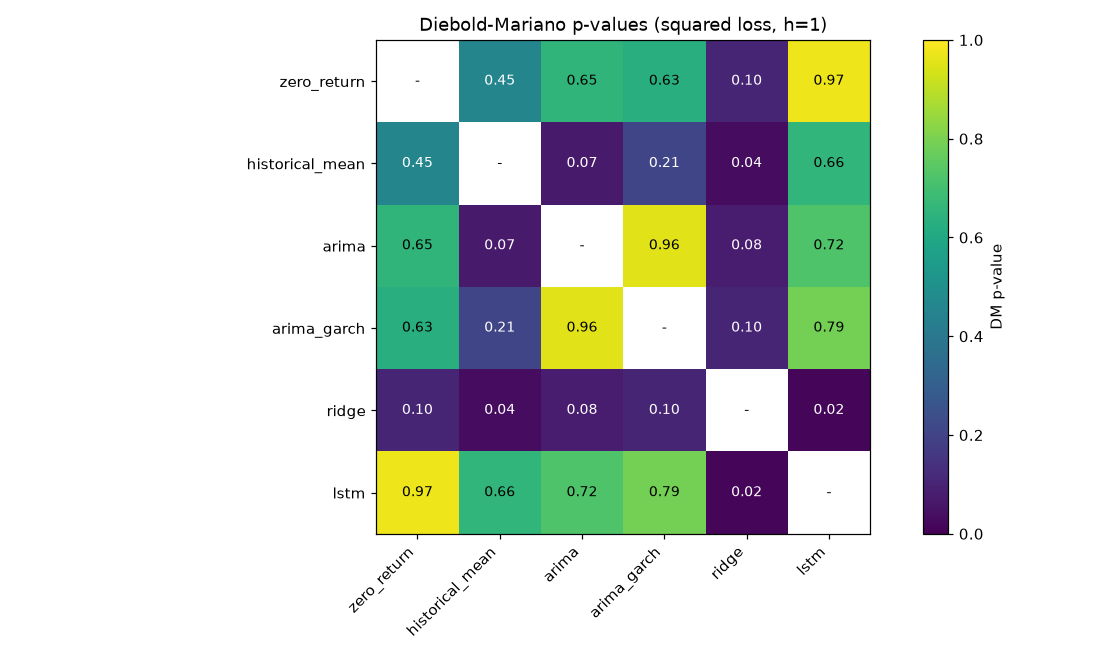 Diebold-Mariano p-values (squared loss, h=1)
zero_return - 0.45 0.65 0.63 0.10 0.97
historical_mean 0.45 - 0.07 0.21 0.04 0.66
arima 0.65 0.07 - 0.96 0.08 0.72
arima_garch 0.63 0.21 0.96 - 0.10 0.79
ridge 0.10 0.04 0.08 0.10 - 0.02
lstm 0.97 0.66 0.72 0.79 0.02 -
zero_return historical_mean arima arima_garch ridge lstm
1.0
0.8
0.6
0.4
0.2
0.0
DM p-value